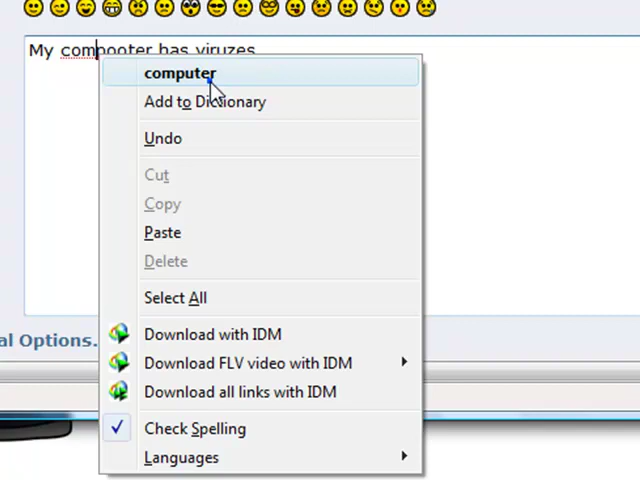 My compooter has viruzes
computer
Add to Dictionary
Undo
Cut
Copy
Paste
Delete
Select All
al Options.
Download with IDM
Download FLV video with IDM
Download all links with IDM
Check Spelling
Languages